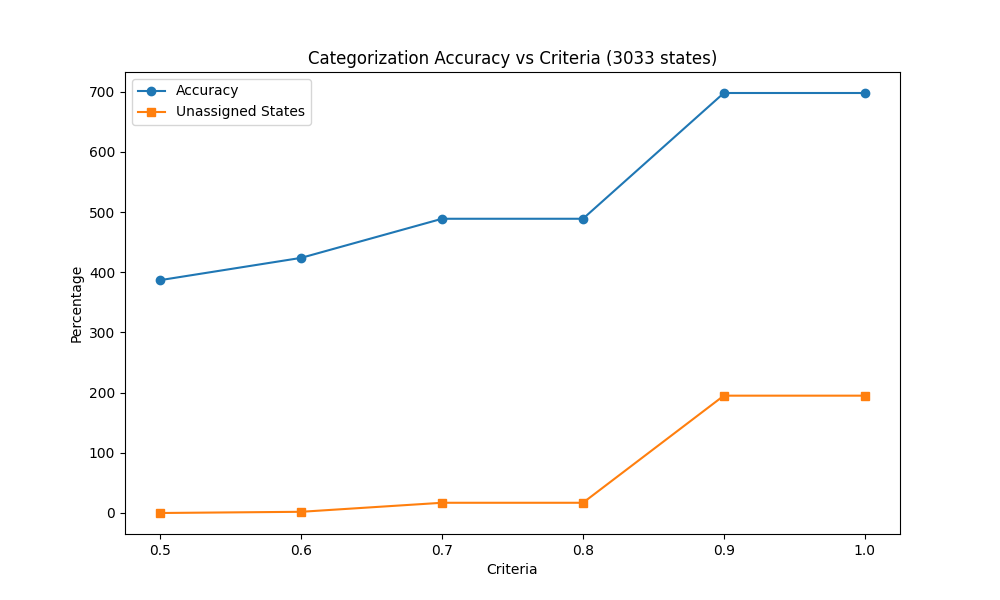 Categorization Accuracy vs Criteria (3033 states)
Accuracy
Unassigned States
Percentage
700
600
500
400
300
200
100
0
0.5 0.6 0.7 0.8 0.9 1.0
Criteria